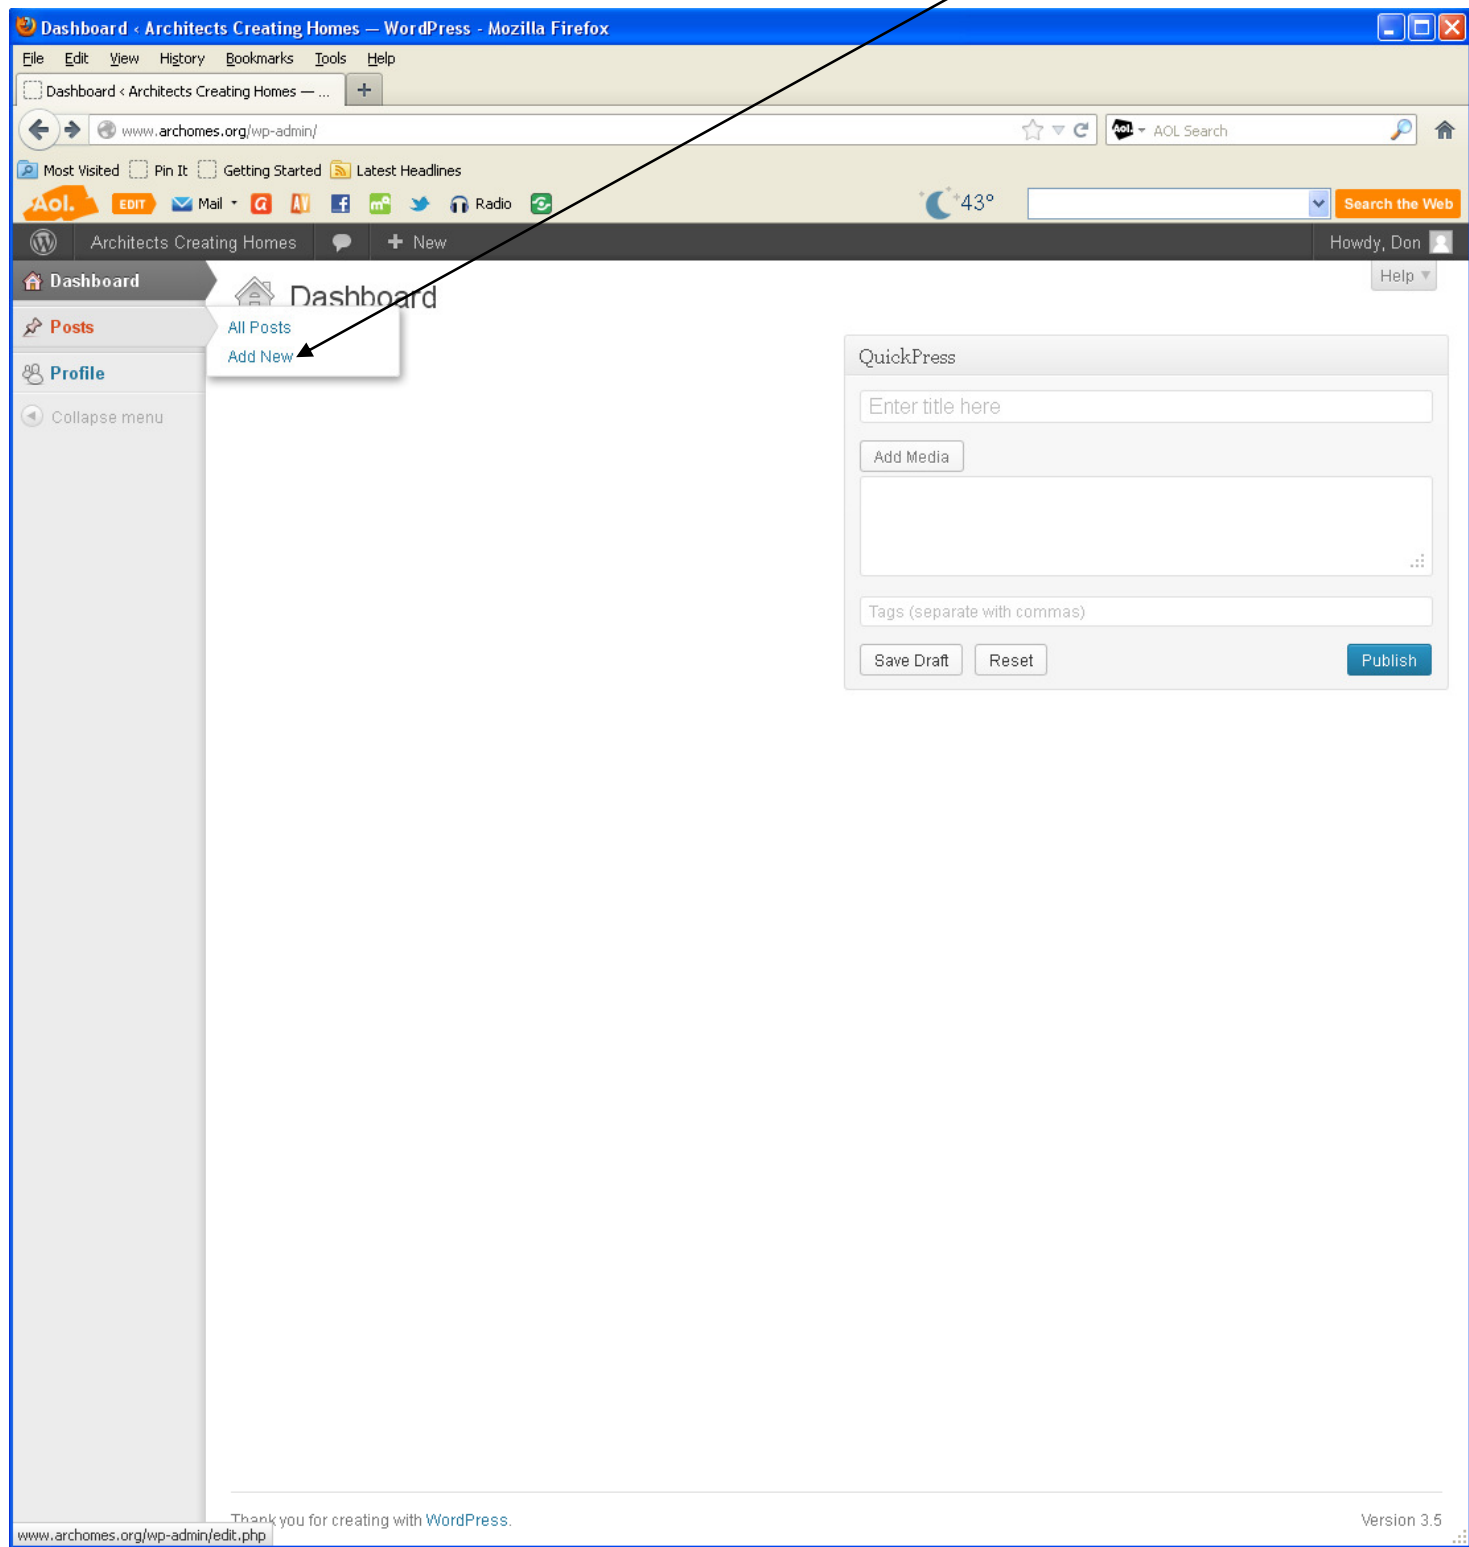 Dashboard ‹ Architects Creating Homes — WordPress - Mozilla Firefox
File Edit View History Bookmarks Tools Help
Dashboard ‹ Architects Creating Homes — ... +
www.archomes.org/wp-admin/ Aol. AOL Search
Most Visited Pin It Getting Started Latest Headlines
Aol. EDIT Mail Radio 43° Search the Web
Architects Creating Homes + New Howdy, Don
Dashboard
Help
Dashboard
Posts
All Posts
Add New
Profile
Collapse menu
QuickPress
Enter title here
Add Media
Tags (separate with commas)
Save Draft Reset Publish
Thank you for creating with WordPress. Version 3.5
www.archomes.org/wp-admin/edit.php